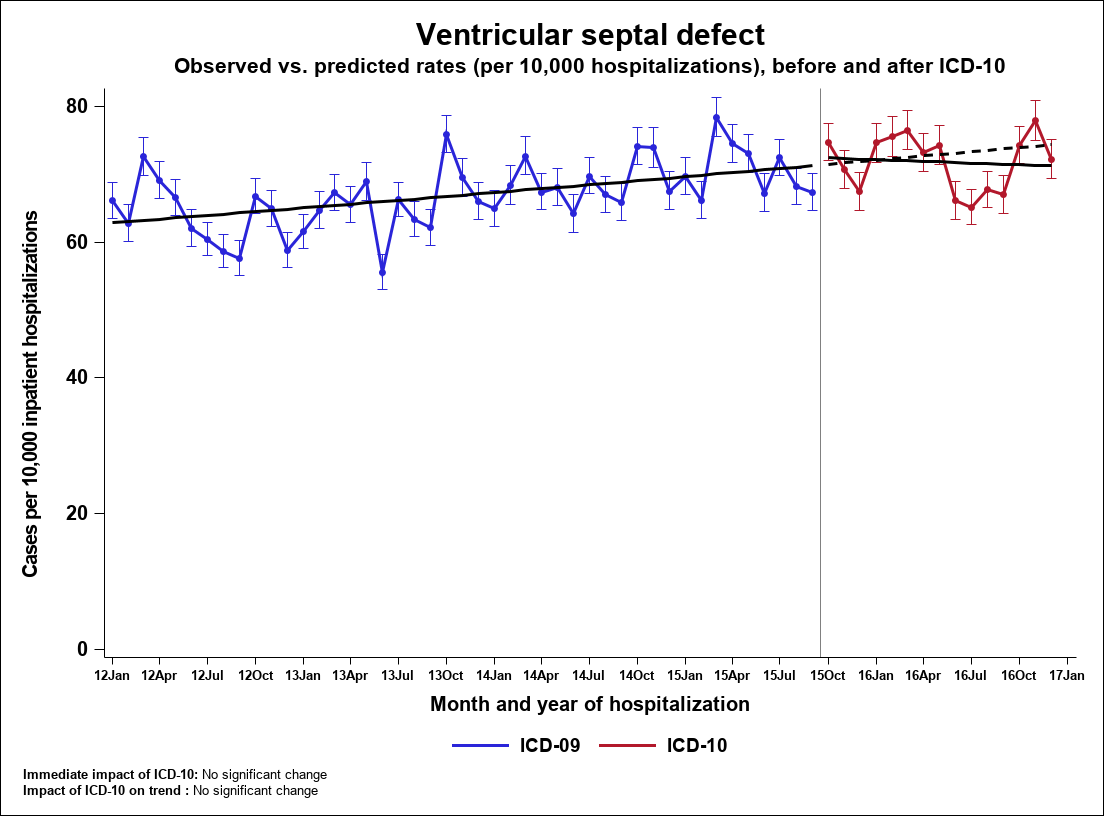 Ventricular septal defect
Observed vs. predicted rates (per 10,000 hospitalizations), before and after ICD-10
Cases per 10,000 inpatient hospitalizations
80
60
40
20
0
12Jan 12Apr 12Jul 12Oct 13Jan 13Apr 13Jul 13Oct 14Jan 14Apr 14Jul 14Oct 15Jan 15Apr 15Jul 15Oct 16Jan 16Apr 16Jul 16Oct 17Jan
Month and year of hospitalization
ICD-09 ICD-10
Immediate impact of ICD-10: No significant change
Impact of ICD-10 on trend : No significant change